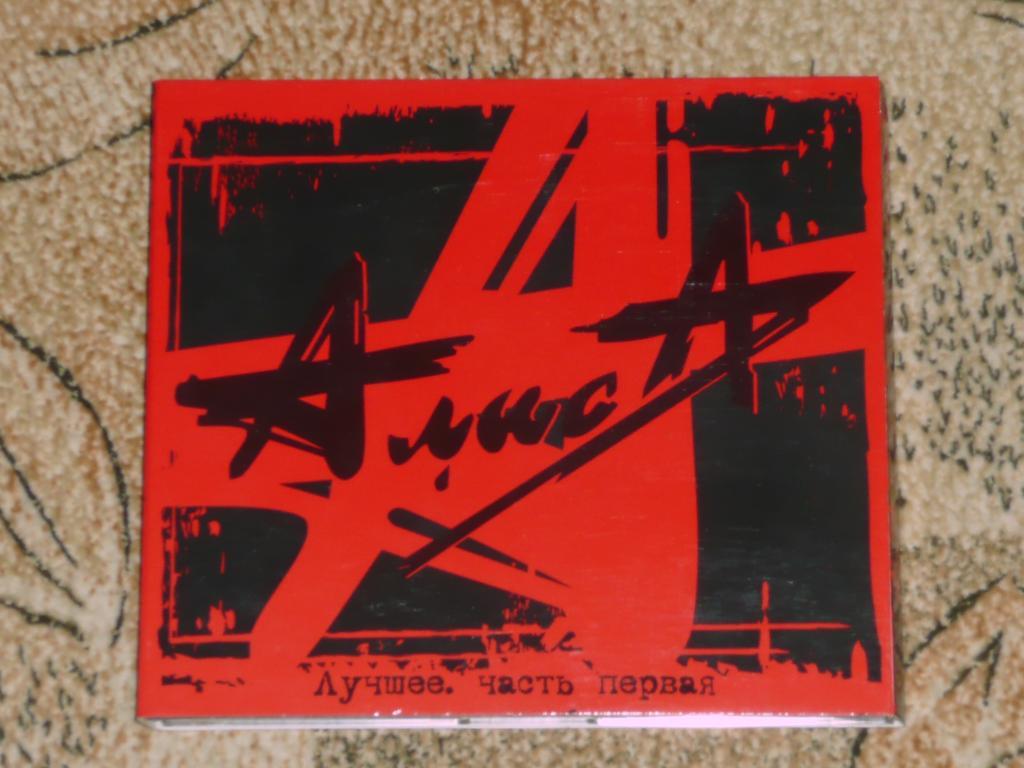 АлисА
Лучшее. часть первая